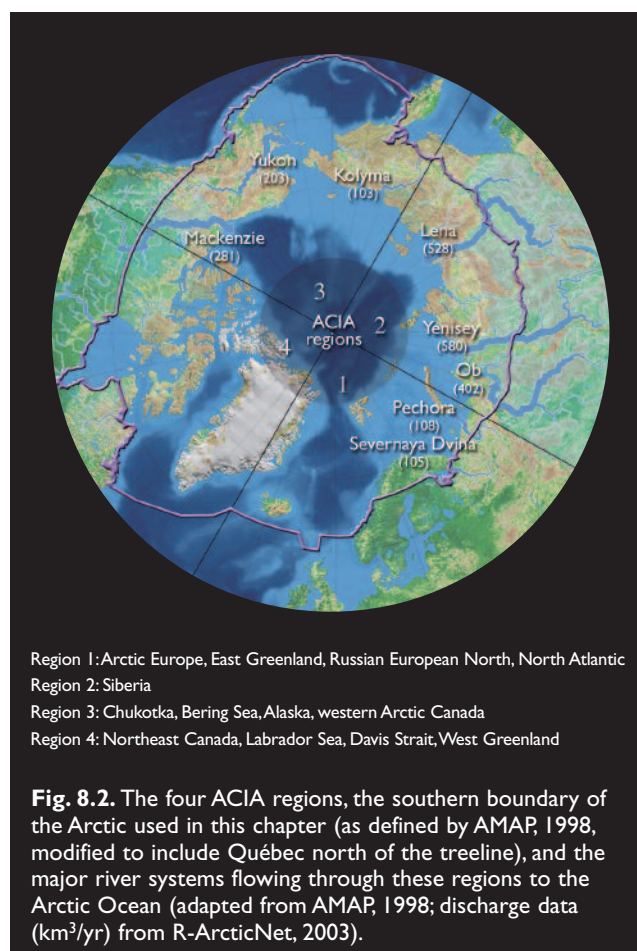 Yukon
(203)
Kolyma
(103)
Mackenzie
(281)
Lena
(528)
3
ACIA
regions
2
Yenisey
(580)
4
Ob
(402)
1
Pechora
(108)
Severnaya Dvina
(105)
Region 1: Arctic Europe, East Greenland, Russian European North, North Atlantic
Region 2: Siberia
Region 3: Chukotka, Bering Sea, Alaska, western Arctic Canada
Region 4: Northeast Canada, Labrador Sea, Davis Strait, West Greenland
Fig. 8.2. The four ACIA regions, the southern boundary of
the Arctic used in this chapter (as defined by AMAP, 1998,
modified to include Québec north of the treeline), and the
major river systems flowing through these regions to the
Arctic Ocean (adapted from AMAP, 1998; discharge data
(km³/yr) from R-ArcticNet, 2003).